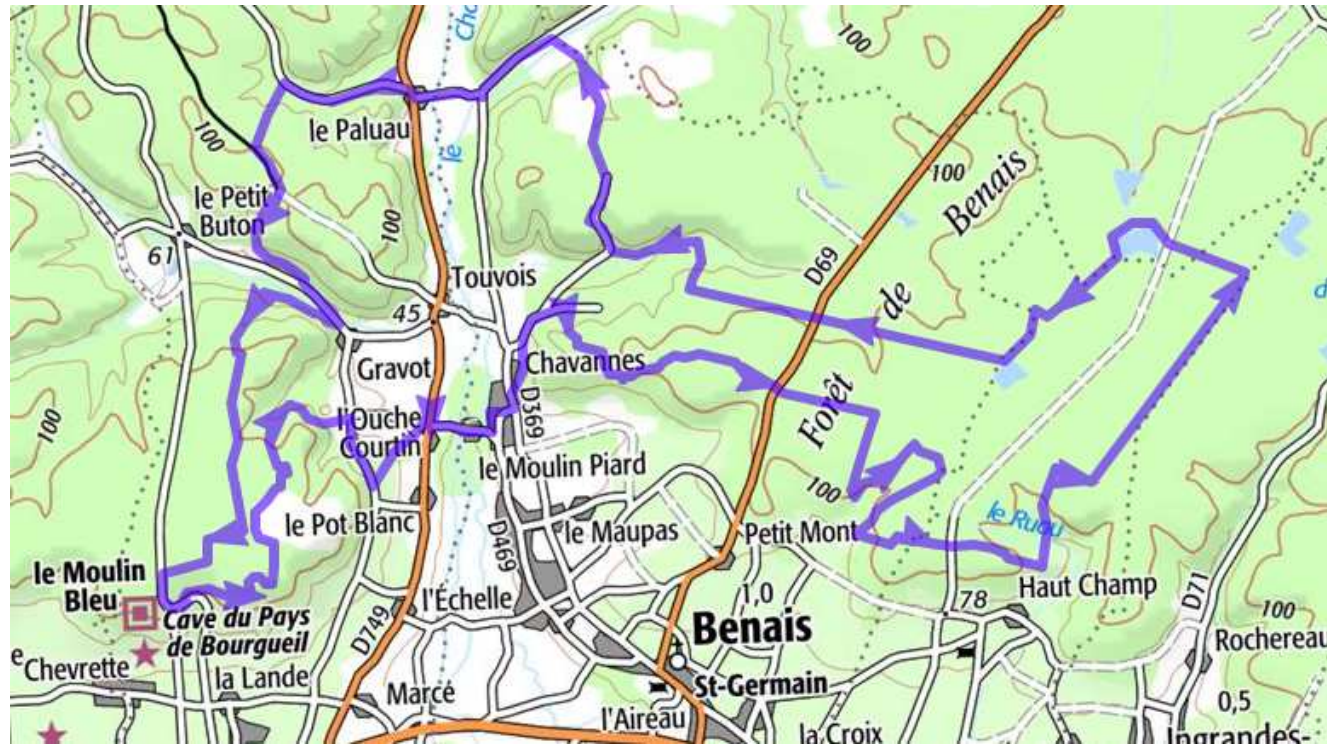 100
Cha
le
100
le Paluau
100
Benais
le Petit
Buton
100
61
D69
de
Touvois
45
Gravot
Chavannes
D369
Forêt
100
l'Ouche
Courtin
le Moulin Piard
100
le Pot Blanc
le Maupas
Petit Mont
le Ruau
D469
le Moulin
Bleu
Cave du Pays
de Bourgueil
l'Échelle
1,0
Haut Champ
78
D71
100
Benais
D749
Rochereau
Chevrette
la Lande
Marcé
St-Germain
0,5
l'Aireau
la Croix
Ingrandes-